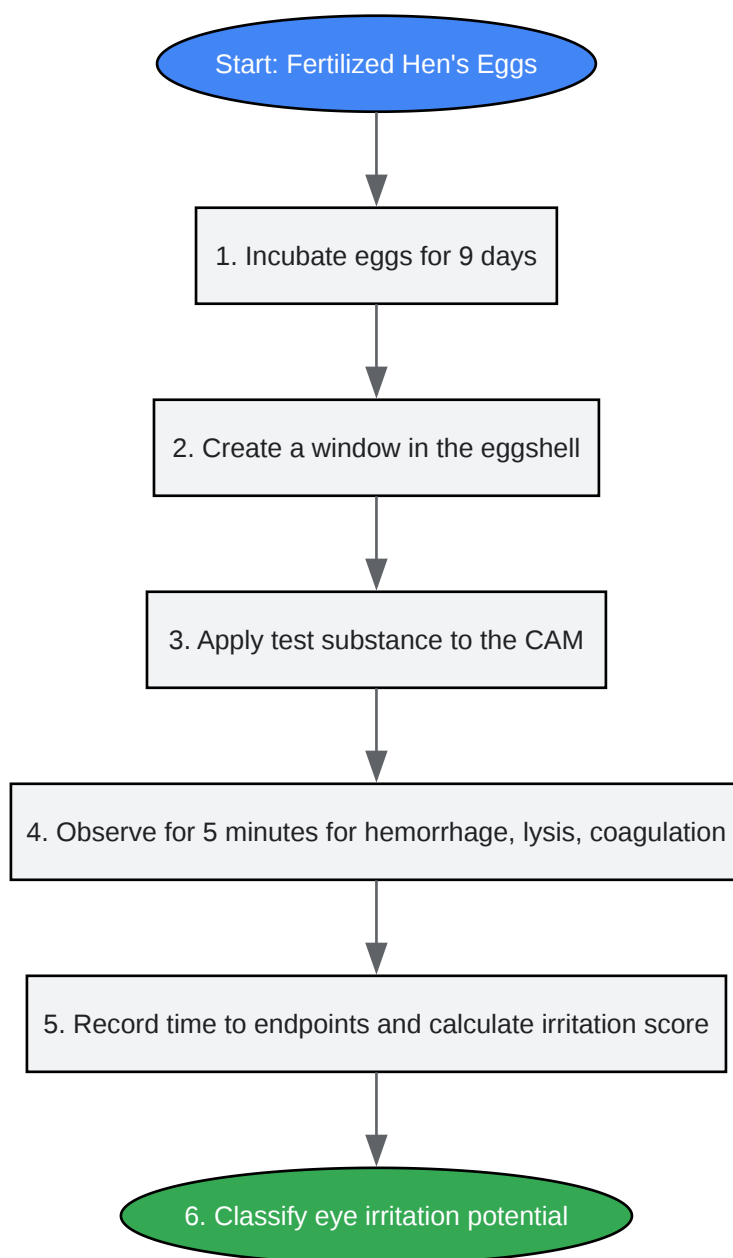 Start: Fertilized Hen's Eggs
1. Incubate eggs for 9 days
2. Create a window in the eggshell
3. Apply test substance to the CAM
4. Observe for 5 minutes for hemorrhage, lysis, coagulation
5. Record time to endpoints and calculate irritation score
6. Classify eye irritation potential